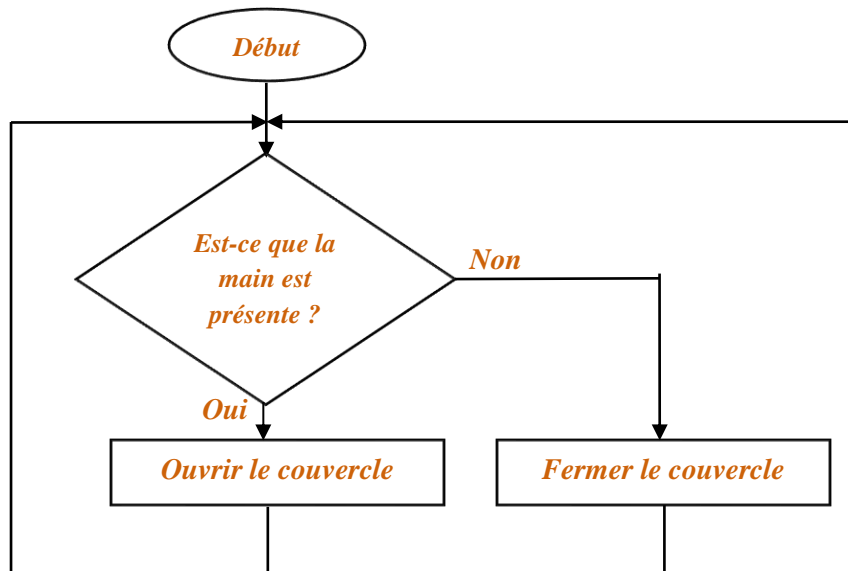 Début
Est-ce que la
main est
présente ?
Non
Oui
Ouvrir le couvercle
Fermer le couvercle